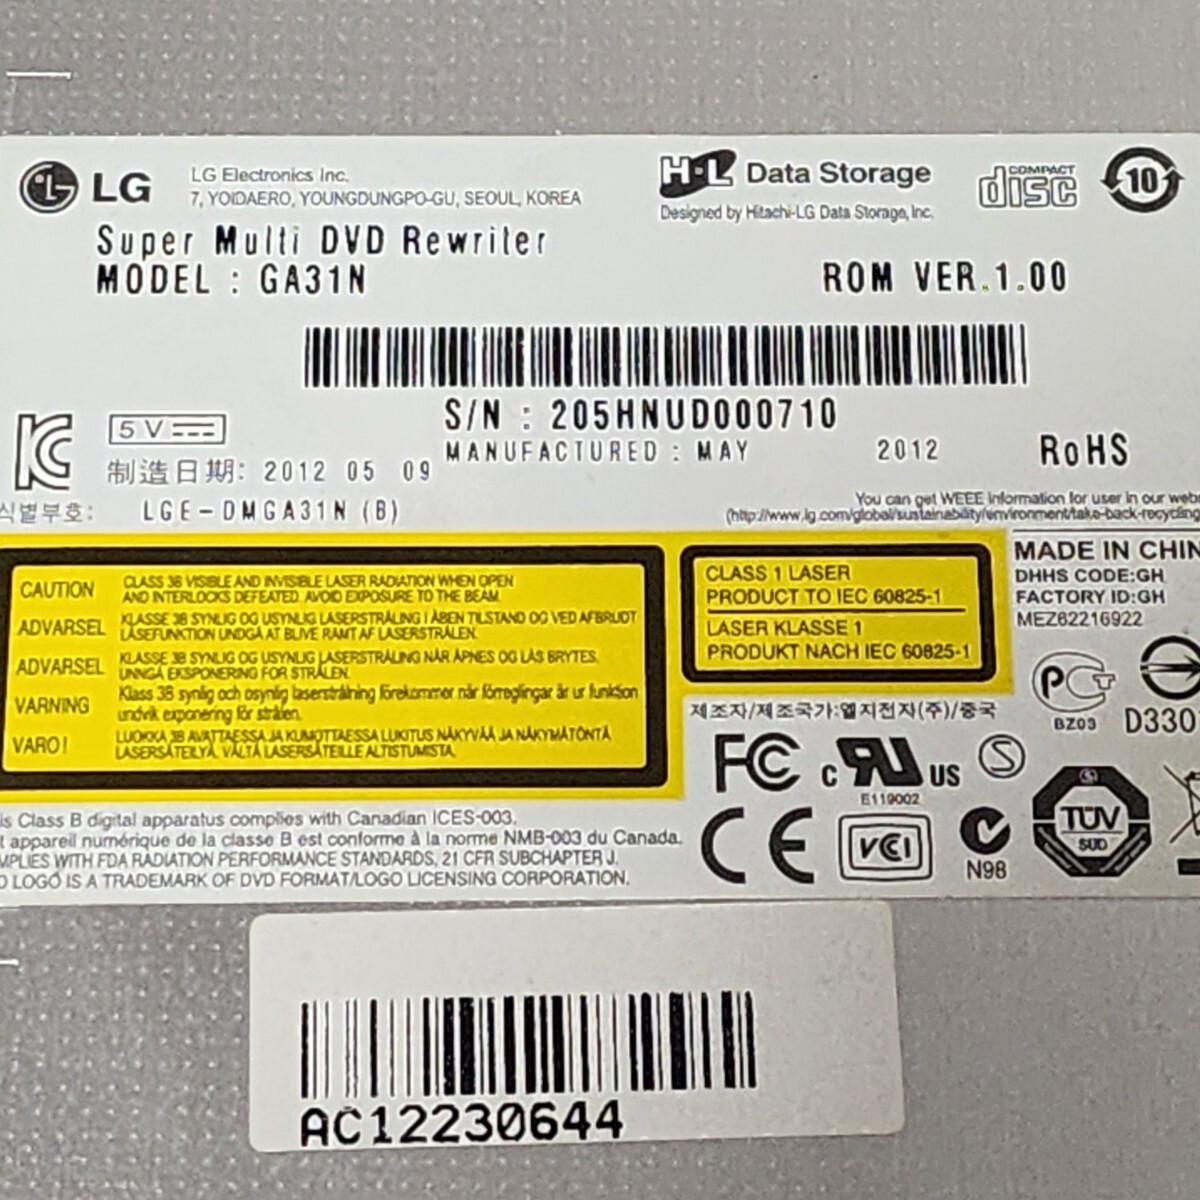 LG
LG Electronics Inc.
7, YOIDAERO, YOUNGDUNGPO-GU, SEOUL, KOREA
H·L Data Storage
Designed by Hitachi-LG Data Storage, Inc.
COMPACT
disc
10
Super Multi DVD Rewriter
MODEL : GA31N
ROM VER.1.00
S/N : 205HNUD000710
5V
制造日期: 2012 05 09
MANUFACTURED : MAY 2012
RoHS
식별부호: LGE-DMGA31N (B)
You can get WEEE information for user in our webs
(http://www.lg.com/global/sustainability/environment/take-back-recycling
CAUTION
CLASS 3B VISIBLE AND INVISIBLE LASER RADIATION WHEN OPEN
AND INTERLOCKS DEFEATED. AVOID EXPOSURE TO THE BEAM.
ADVARSEL
KLASSE 3B SYNLIG OG USYNLIG LASERSTRÅLING I ÅBEN TILSTAND OG VED AFBRUDT
LASEFUNKTION UNDGÅ AT BLIVE RAMT AF LASERSTRÅLEN.
ADVARSEL
KLASSE 3B SYNLIG OG USYNLIG LASERSTRÅLING NÅR ÅPNES OG LÅS BRYTES.
UNNGÅ EKSPONERING FOR STRÅLEN.
VARNING
Klass 3B synlig och osynlig laserstrålning förekommer när förreglingar är ur funktion
undvik exponering för strålen.
VARO!
LUOKKA 3B AVATTAESSA JA KUMOTTAESSA LUKITUS NÄKYVÄÄ JA NÄKYMÄTÖNTÄ
LASERSÄTEILYÄ. VÄLTÄ LASERSÄTEILLE ALTISTUMISTA.
CLASS 1 LASER
PRODUCT TO IEC 60825-1
LASER KLASSE 1
PRODUKT NACH IEC 60825-1
MADE IN CHIN
DHHS CODE:GH
FACTORY ID:GH
MEZ62216922
BZ03
D330
제조자/제조국가:엘지전자(주)/중국
FC
c RU US
E119002
S
CE
VCI
N98
TÜV
SÜD
is Class B digital apparatus complies with Canadian ICES-003.
t appareil numérique de la classe B est conforme à la norme NMB-003 du Canada.
MPLIES WITH FDA RADIATION PERFORMANCE STANDARDS, 21 CFR SUBCHAPTER J.
D LOGO IS A TRADEMARK OF DVD FORMAT/LOGO LICENSING CORPORATION.
AC12230644